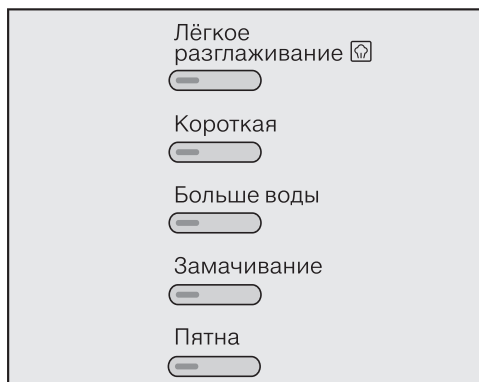 Лёгкое
разглаживание
Короткая
Больше воды
Замачивание
Пятна